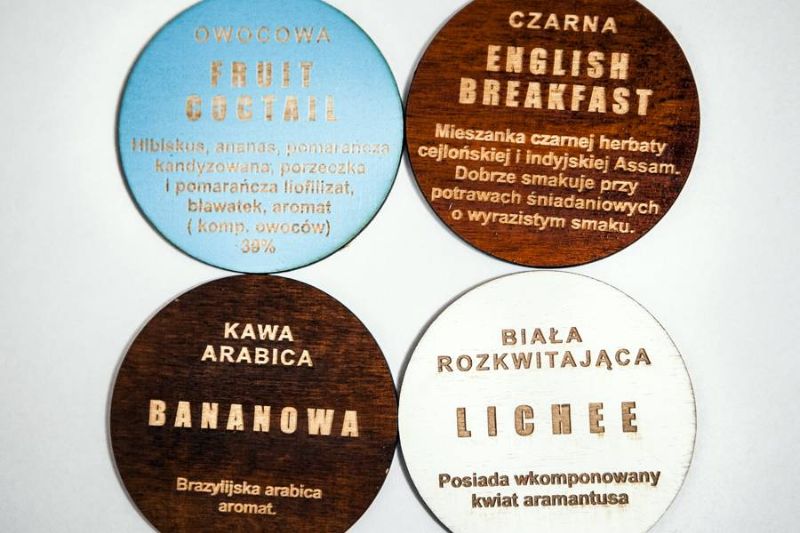 OWOCOWA
FRUIT
COCTAIL
Hibiskus, ananas, pomarańcza
kandyzowana, porzeczka
i pomarańcza liofilizat,
bławatek, aromat
( komp. owoców)
39%
CZARNA
ENGLISH
BREAKFAST
Mieszanka czarnej herbaty
cejlońskiej i indyjskiej Assam.
Dobrze smakuje przy
potrawach śniadaniowych
o wyrazistym smaku.
KAWA
ARABICA
BANANOWA
Brazylijska arabica
aromat.
BIAŁA
ROZKWITAJĄCA
LICHEE
Posiada wkomponowany
kwiat aramantusa